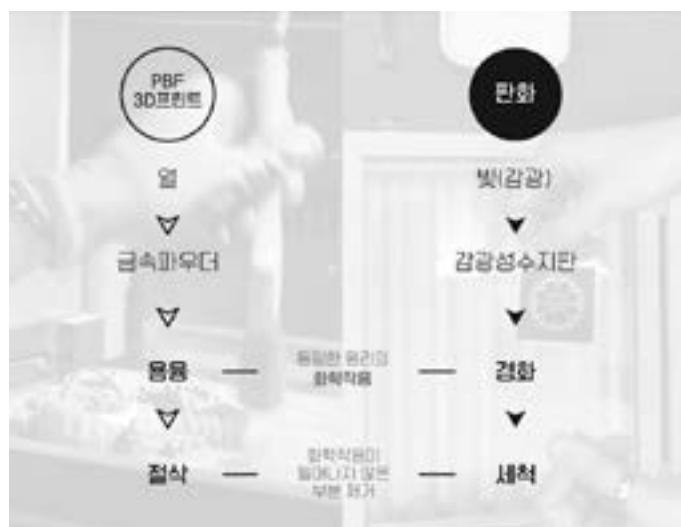 PBF
3D프린트
열
금속파우더
용융
절삭
동일한 원리의
화학작용
화학작용이
일어나지 않은
부분 제거
판화
빛(감광)
감광성수지판
경화
세척